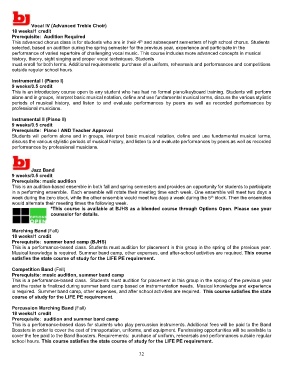 bj
Vocal IV (Advanced Treble Choir)
18 weeks/1 credit
Prerequisite: Audition Required
This advanced chorus class is for students who are in their 4th and subsequent semesters of high school chorus. Students
selected, based on audition during the spring semester for the previous year, experience and participate in the
performance of varied repertoire of challenging vocal music. This course includes more advanced concepts in musical
history, theory, sight singing and proper vocal techniques. Students
must enroll for both terms. Additional requirements: purchase of a uniform, rehearsals and performances and competitions
outside regular school hours.
Instrumental I (Piano I)
9 weeks/0.5 credit
This is an introductory course open to any student who has had no formal piano/keyboard training. Students will perform
alone and in groups, interpret basic musical notation, define and use fundamental musical terms, discuss the various stylistic
periods of musical history, and listen to and evaluate performances by peers as well as recorded performances by
professional musicians.
Instrumental II (Piano II)
9 weeks/0.5 credit
Prerequisite: Piano I AND Teacher Approval
Students will perform alone and in groups, interpret basic musical notation, define and use fundamental musical terms,
discuss the various stylistic periods of musical history, and listen to and evaluate performances by peers as well as recorded
performances by professional musicians.
bj
Jazz Band
9 weeks/0.5 credit
Prerequisite: music audition
This is an audition-based ensemble in both fall and spring semesters and provides an opportunity for students to participate
in a performing ensemble. Each ensemble will rotate their meeting time each week. One ensemble will meet two days a
week during the zero block, while the other ensemble would meet two days a week during the 5th block. Then the ensembles
would alternate their meeting times the following week.
*This course is available at BJHS as a blended course through Options Open. Please see your
counselor for details.
Marching Band (Fall)
18 weeks/1 credit
Prerequisite: summer band camp (BJHS)
This is a performance-based class. Students must audition for placement in this group in the spring of the previous year.
Musical knowledge is required. Summer band camp, other expenses, and after-school activities are required. This course
satisfies the state course of study for the LIFE PE requirement.
Competition Band (Fall)
Prerequisite: music audition, summer band camp
This is a performance-based class. Students must audition for placement in this group in the spring of the previous year
and the roster is finalized during summer band camp based on instrumentation needs. Musical knowledge and experience
is required. Summer band camp, other expenses, and after school activities are required. This course satisfies the state
course of study for the LIFE PE requirement.
Percussion Marching Band (Fall)
18 weeks/1 credit
Prerequisite: audition and summer band camp
This is a performance-based class for students who play percussion instruments. Additional fees will be paid to the Band
Boosters in order to cover the cost of transportation, uniforms, and equipment. Fundraising opportunities will be available to
cover the fee paid to the Band Boosters. Requirements: purchase of uniform, rehearsals and performances outside regular
school hours. This course satisfies the state course of study for the LIFE PE requirement.
72